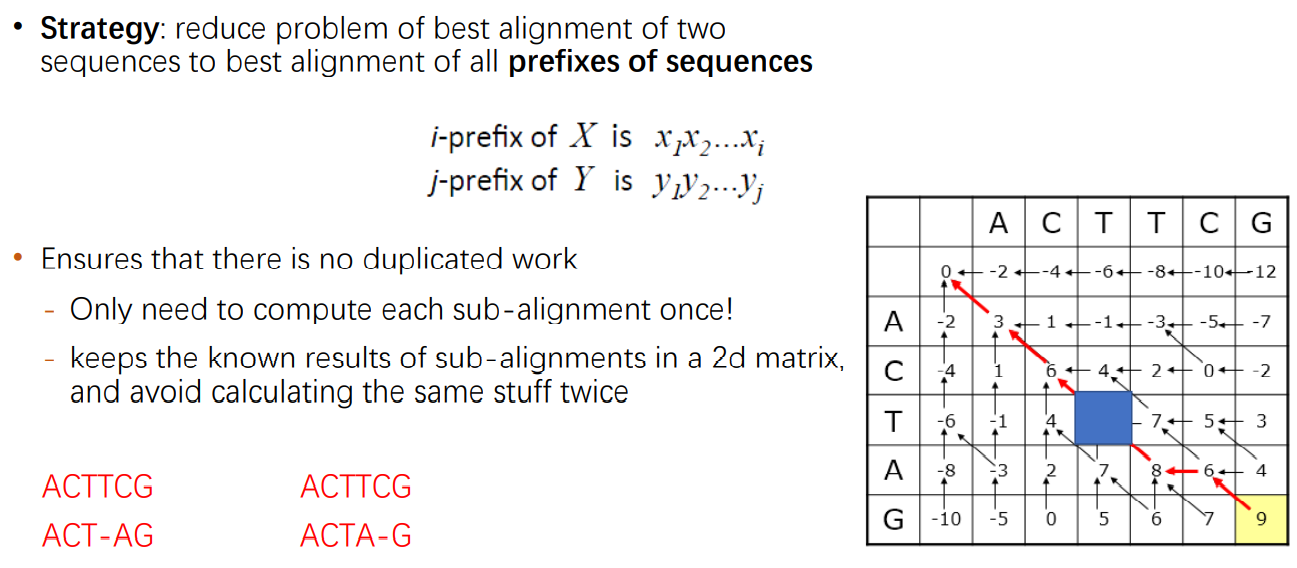 • Strategy: reduce problem of best alignment of two
sequences to best alignment of all prefixes of sequences
i-prefix of X is x1x2...xi
j-prefix of Y is y1y2...yj
• Ensures that there is no duplicated work
- Only need to compute each sub-alignment once!
- keeps the known results of sub-alignments in a 2d matrix,
and avoid calculating the same stuff twice
ACTTCG ACTTCG
ACT-AG ACTA-G
A C T T C G
0 -2 -4 -6 -8 -10 -12
A -2 3 1 -1 -3 -5 -7
C -4 1 6 4 2 0 -2
T -6 -1 4 7 5 3
A -8 -3 2 7 8 6 4
G -10 -5 0 5 6 7 9